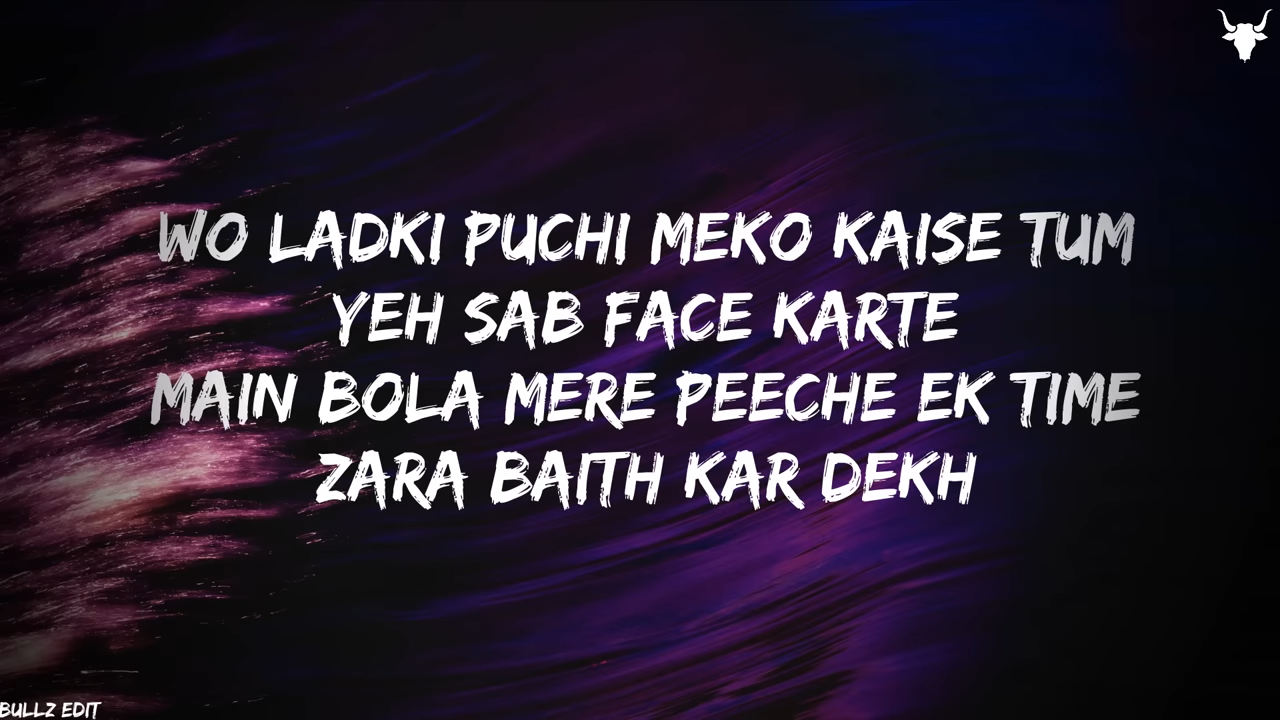 WO LADKI PUCHI MEKO KAISE TUM
YEH SAB FACE KARTE
MAIN BOLA MERE PEECHE EK TIME
ZARA BAITH KAR DEKH
BULLZ EDIT